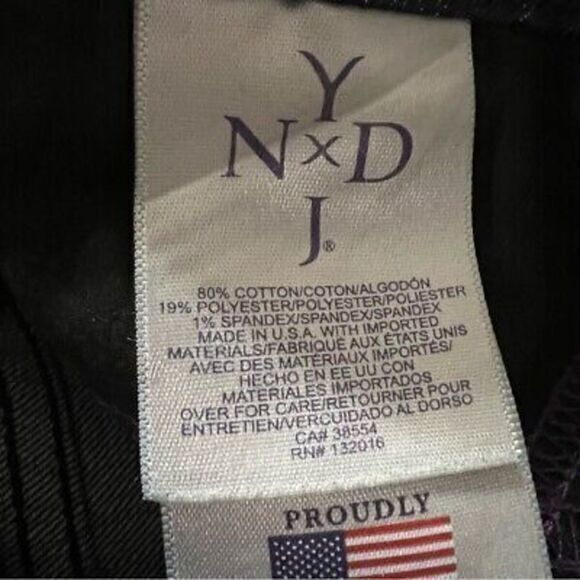 Y
N X D
J®
80% COTTON/COTON/ALGODÓN
19% POLYESTER/POLYESTER/POLIESTER
1% SPANDEX/SPANDEX/SPANDEX
MADE IN U.S.A. WITH IMPORTED
MATERIALS/FABRIQUE AUX ÉTATS UNIS
AVEC DES MATÉRIAUX IMPORTÉS/
HECHO EN EE UU CON
MATERIALES IMPORTADOS
OVER FOR CARE/RETOURNER POUR
ENTRETIEN/VERCUIDADO AL DORSO
CA# 38554
RN# 132016
PROUDLY